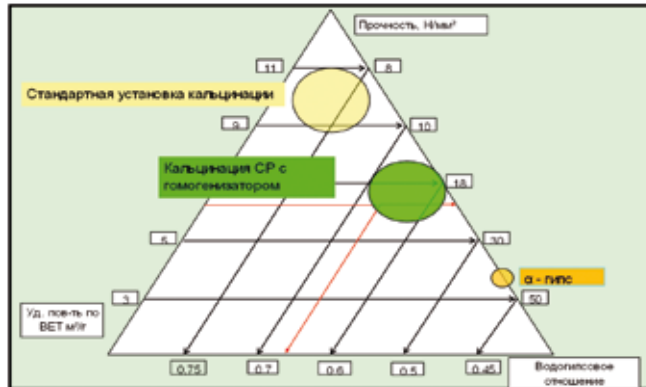 Прочность, Н/мм²
11
8
Стандартная установка кальцинации
9
10
Кальцинация СР с
гомогенизатором
18
5
30
α - гипс
3
50
Уд. пов-ть по
BET м²/г
0.75
0.7
0.6
0.5
0.45
Водогипсовое
отношение